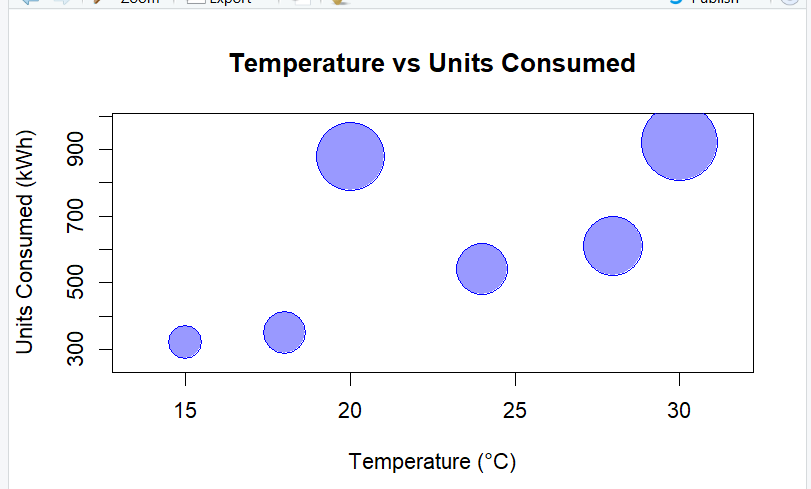 Zoom Export Publish
Temperature vs Units Consumed
Units Consumed (kWh)
900
700
500
300
15 20 25 30
Temperature (°C)